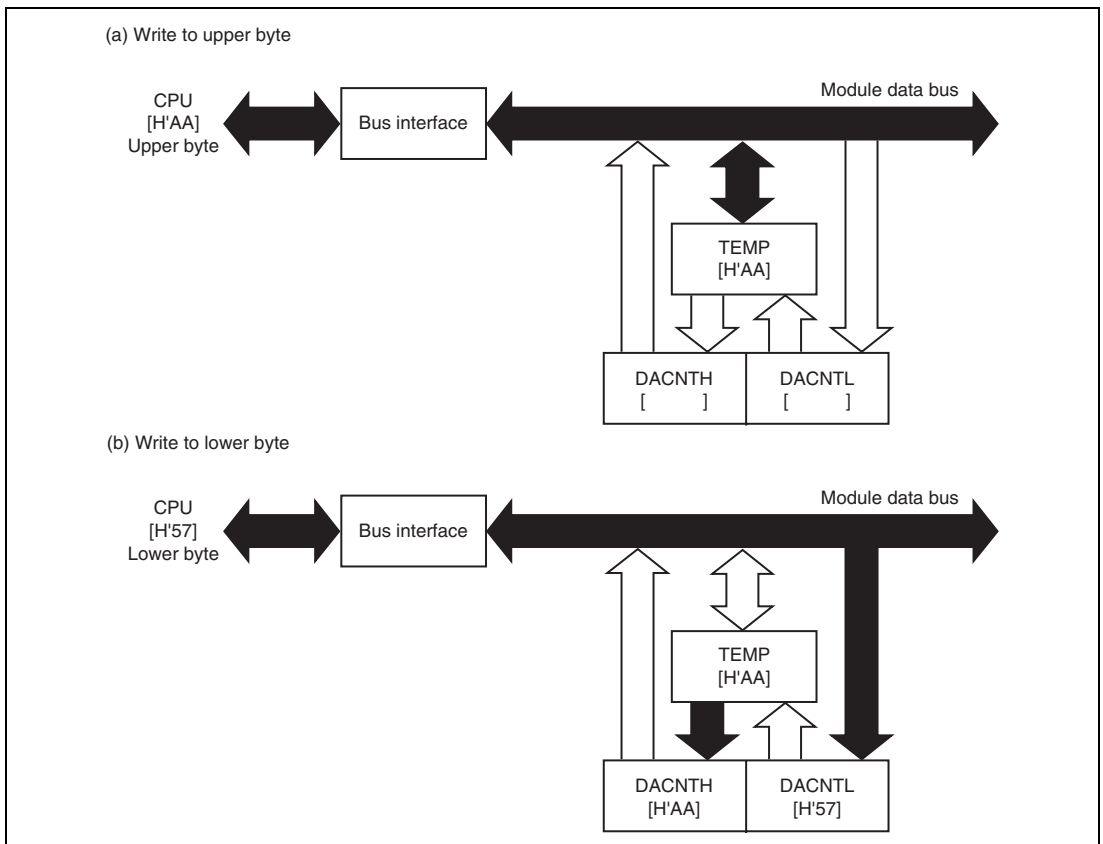 (a) Write to upper byte
Module data bus
CPU
[H'AA]
Upper byte
Bus interface
TEMP
[H'AA]
DACNTH
[ ]
DACNTL
[ ]
(b) Write to lower byte
Module data bus
CPU
[H'57]
Lower byte
Bus interface
TEMP
[H'AA]
DACNTH
[H'AA]
DACNTL
[H'57]